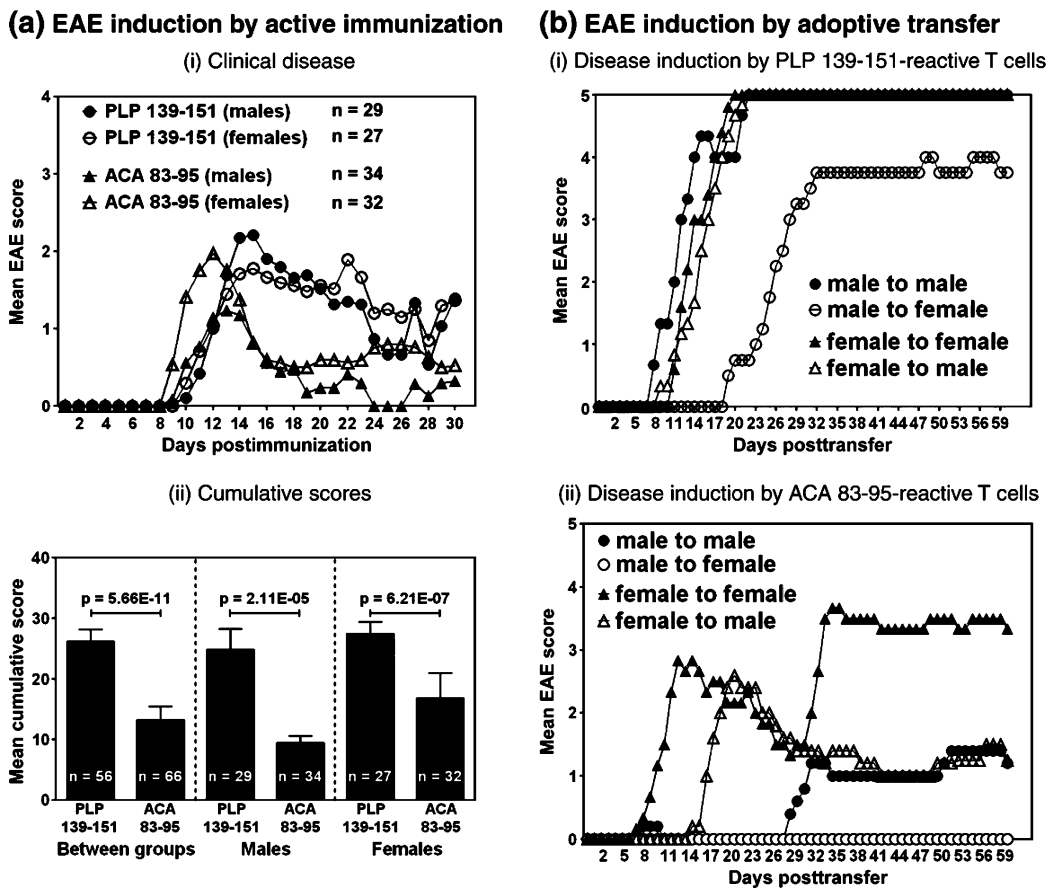 (a) EAE induction by active immunization
(i) Clinical disease
4
3
2
1
0
Mean EAE score
PLP 139-151 (males) n = 29
PLP 139-151 (females) n = 27
ACA 83-95 (males) n = 34
ACA 83-95 (females) n = 32
2 4 6 8 10 12 14 16 18 20 22 24 26 28 30
Days postimmunization
(ii) Cumulative scores
40
30
20
10
0
Mean cumulative score
p = 5.66E-11 p = 2.11E-05 p = 6.21E-07
n = 56 n = 66 n = 29 n = 34 n = 27 n = 32
PLP ACA PLP ACA PLP ACA
139-151 83-95 139-151 83-95 139-151 83-95
Between groups Males Females
(b) EAE induction by adoptive transfer
(i) Disease induction by PLP 139-151-reactive T cells
5
4
3
2
1
0
Mean EAE score
male to male
male to female
female to female
female to male
2 5 8 11 14 17 20 23 26 29 32 35 38 41 44 47 50 53 56 59
Days posttransfer
(ii) Disease induction by ACA 83-95-reactive T cells
5
4
3
2
1
0
Mean EAE score
male to male
male to female
female to female
female to male
2 5 8 11 14 17 20 23 26 29 32 35 38 41 44 47 50 53 56 59
Days posttransfer